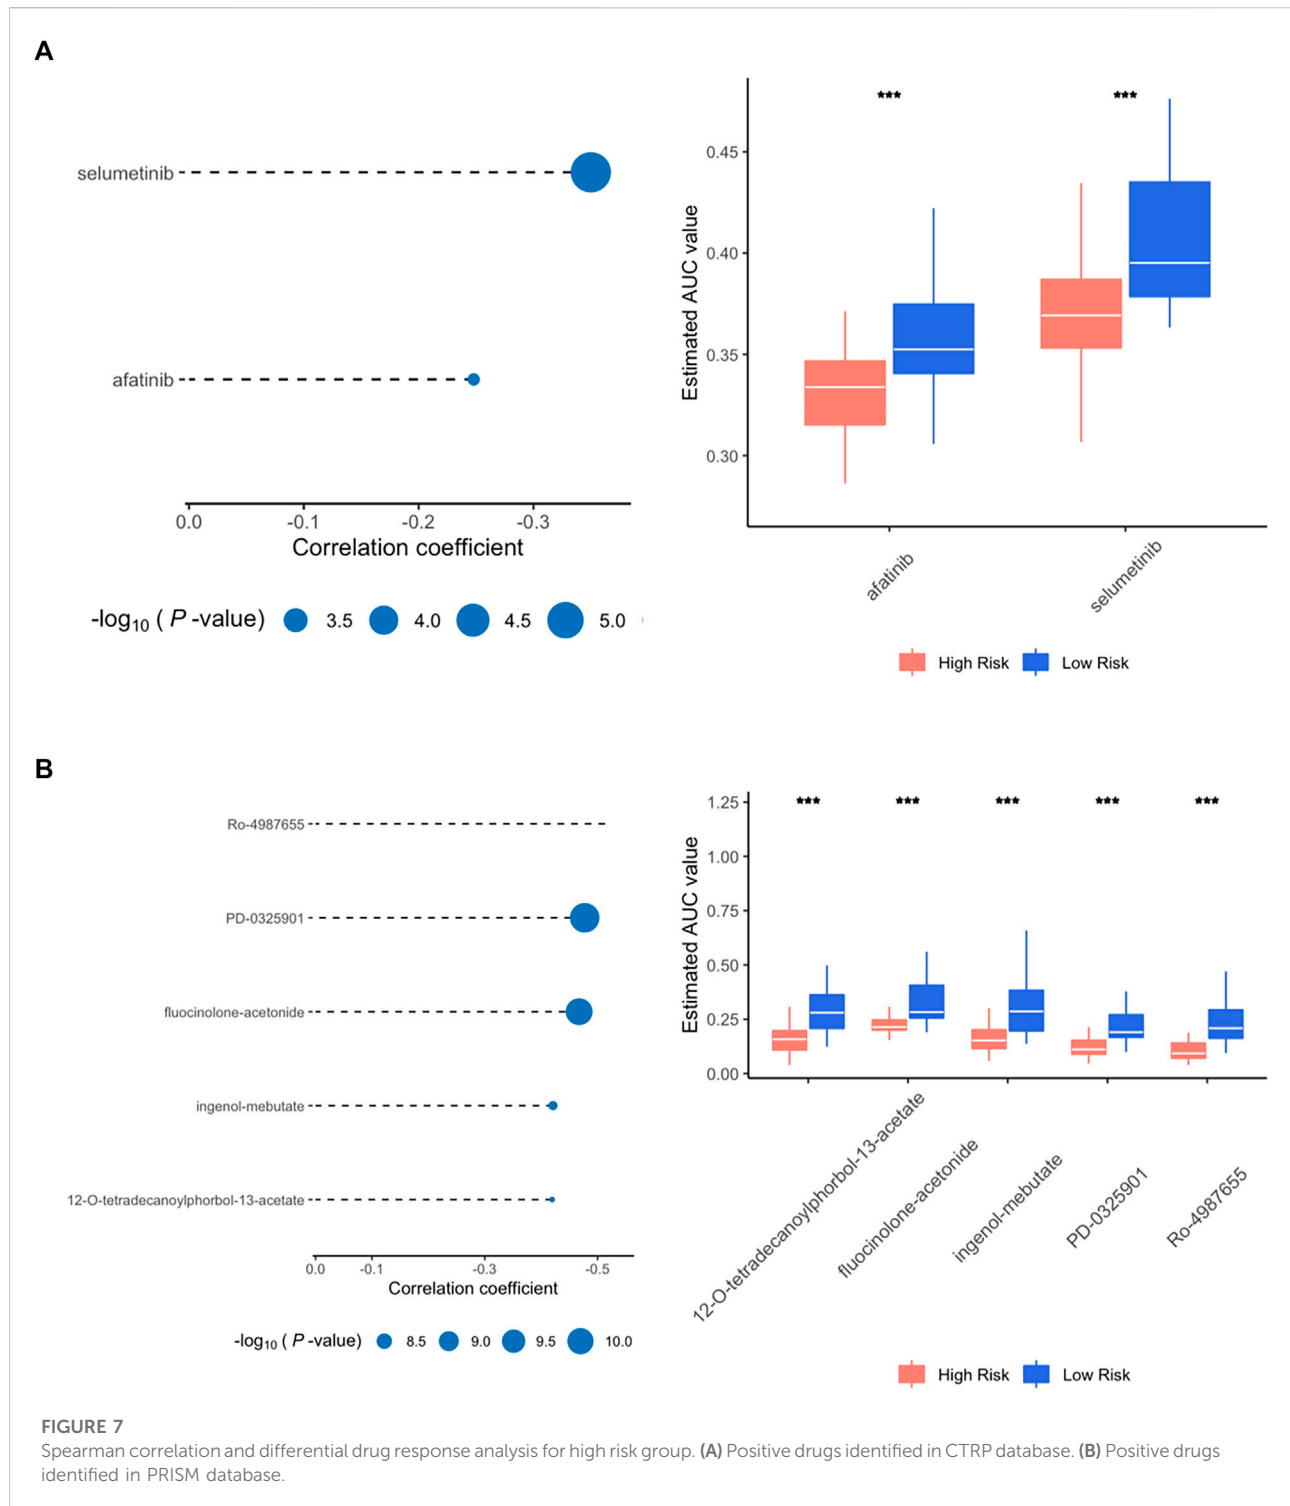 A
selumetinib
afatinib
0.0 -0.1 -0.2 -0.3
Correlation coefficient
-log10 ( P -value) 3.5 4.0 4.5 5.0
*** ***
0.45
0.40
0.35
0.30
Estimated AUC value
afatinib
selumetinib
High Risk Low Risk
B
Ro-4987655
PD-0325901
fluocinolone-acetonide
ingenol-mebutate
12-O-tetradecanoylphorbol-13-acetate
0.0 -0.1 -0.3 -0.5
Correlation coefficient
-log10 ( P -value) 8.5 9.0 9.5 10.0
*** *** *** *** ***
1.25
1.00
0.75
0.50
0.25
0.00
Estimated AUC value
12-O-tetradecanoylphorbol-13-acetate
fluocinolone-acetonide
ingenol-mebutate
PD-0325901
Ro-4987655
High Risk Low Risk
FIGURE 7
Spearman correlation and differential drug response analysis for high risk group. (A) Positive drugs identified in CTRP database. (B) Positive drugs
identified in PRISM database.